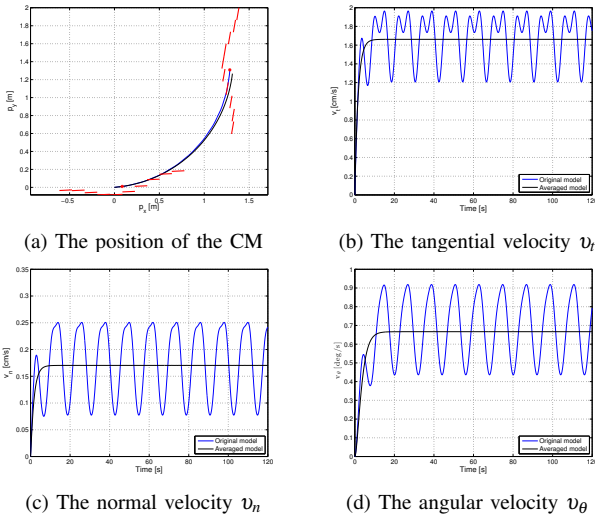 2
1.8
1.6
1.4
1.2
1
0.8
0.6
0.4
0.2
0
p_y [m]
−0.5 0 0.5 1 1.5
p_x [m]
(a) The position of the CM
2
1.8
1.6
1.4
1.2
1
0.8
0.6
0.4
0.2
0
v_t [cm/s]
0 20 40 60 80 100 120
Time [s]
Original model
Averaged model
(b) The tangential velocity υ_t
0.35
0.3
0.25
0.2
0.15
0.1
0.05
0
v_n [cm/s]
0 20 40 60 80 100 120
Time [s]
Original model
Averaged model
(c) The normal velocity υ_n
1
0.9
0.8
0.7
0.6
0.5
0.4
0.3
0.2
0.1
0
v_θ [deg/s]
0 20 40 60 80 100 120
Time [s]
Original model
Averaged model
(d) The angular velocity υ_θ